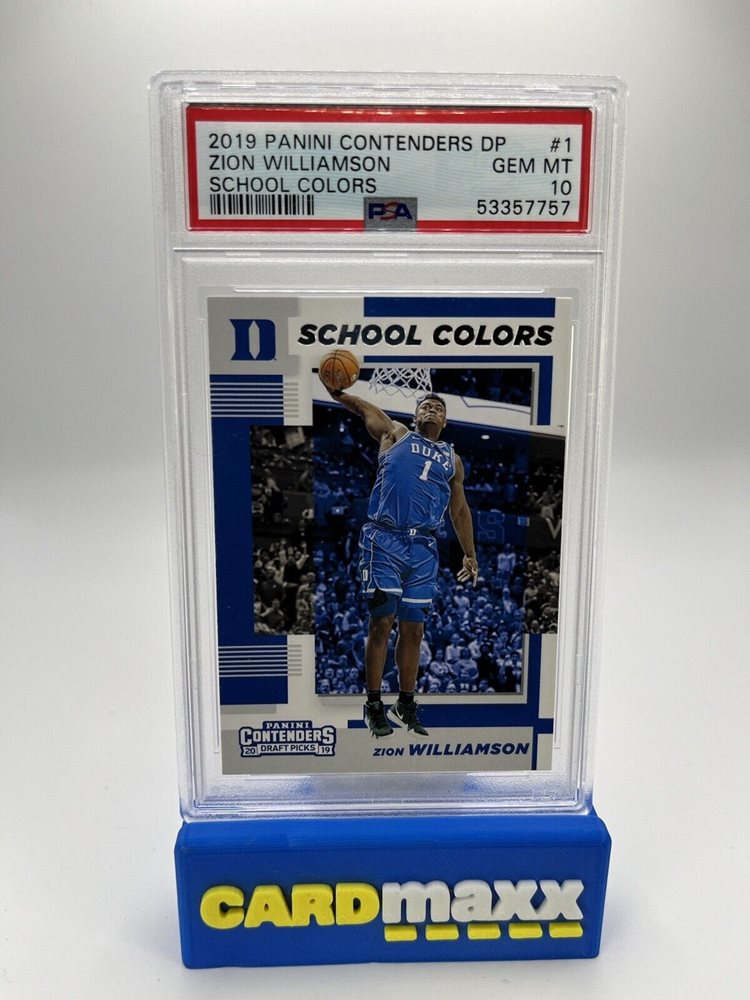 2019 PANINI CONTENDERS DP #1
ZION WILLIAMSON GEM MT
SCHOOL COLORS 10
PSA 53357757
D SCHOOL COLORS
DUKE
1
D
PANINI
CONTENDERS
20 DRAFT PICKS 19
ZION WILLIAMSON
CARDmaxx